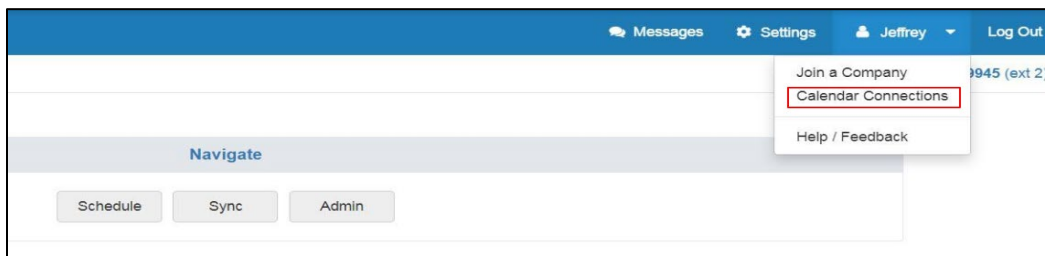 Messages Settings Jeffrey Log Out
Join a Company
9945 (ext 2)
Calendar Connections
Help / Feedback
Navigate
Schedule Sync Admin